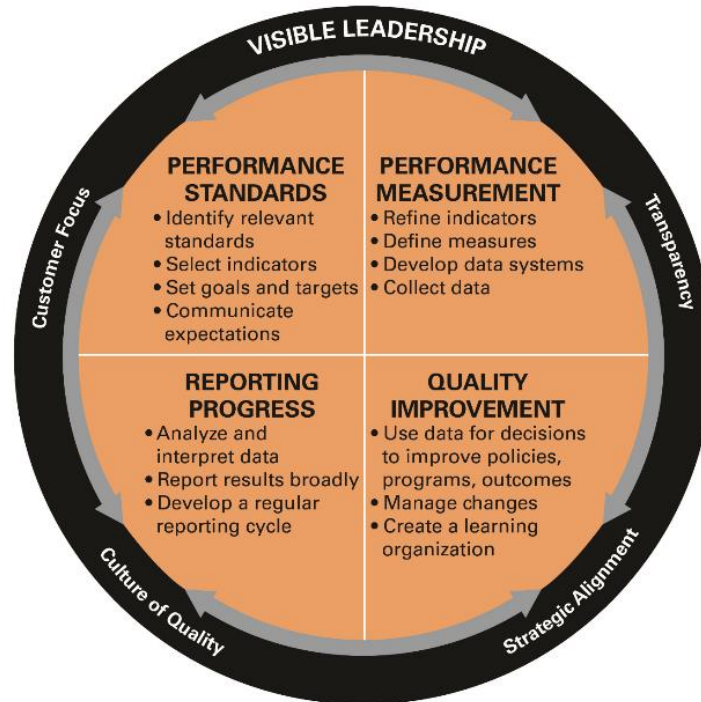 VISIBLE LEADERSHIP
Customer Focus
Transparency
PERFORMANCE
STANDARDS
• Identify relevant
standards
• Select indicators
• Set goals and targets
• Communicate
expectations
PERFORMANCE
MEASUREMENT
• Refine indicators
• Define measures
• Develop data systems
• Collect data
REPORTING
PROGRESS
• Analyze and
interpret data
• Report results broadly
• Develop a regular
reporting cycle
QUALITY
IMPROVEMENT
• Use data for decisions
to improve policies,
programs, outcomes
• Manage changes
• Create a learning
organization
Culture of Quality
Strategic Alignment